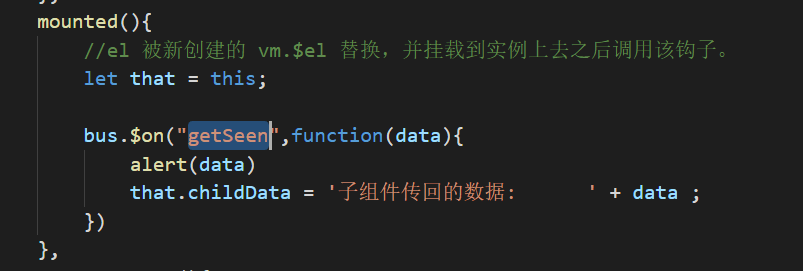 mounted(){
//el 被新创建的 vm.$el 替换，并挂载到实例上去之后调用该钩子。
let that = this;
bus.$on("getSeen",function(data){
alert(data)
that.childData = '子组件传回的数据:      ' + data ;
})
},